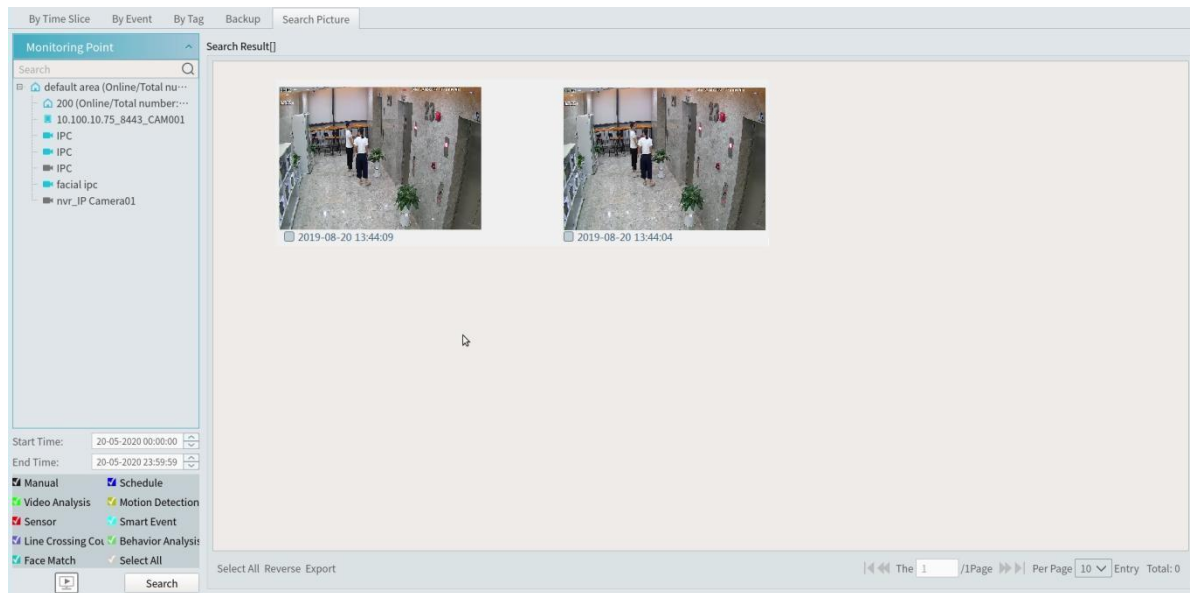 By Time Slice By Event By Tag Backup Search Picture
Monitoring Point
Search Result[]
Search
default area (Online/Total nu···
200 (Online/Total number:···
10.100.10.75_8443_CAM001
IPC
IPC
IPC
facial ipc
nvr_IP Camera01
2019-08-20 13:44:09
2019-08-20 13:44:04
Start Time: 20-05-2020 00:00:00
End Time: 20-05-2020 23:59:59
Manual Schedule
Video Analysis Motion Detection
Sensor Smart Event
Line Crossing Cou Behavior Analysis
Face Match Select All
Search
Select All Reverse Export
The 1 /1Page Per Page 10 Entry Total: 0